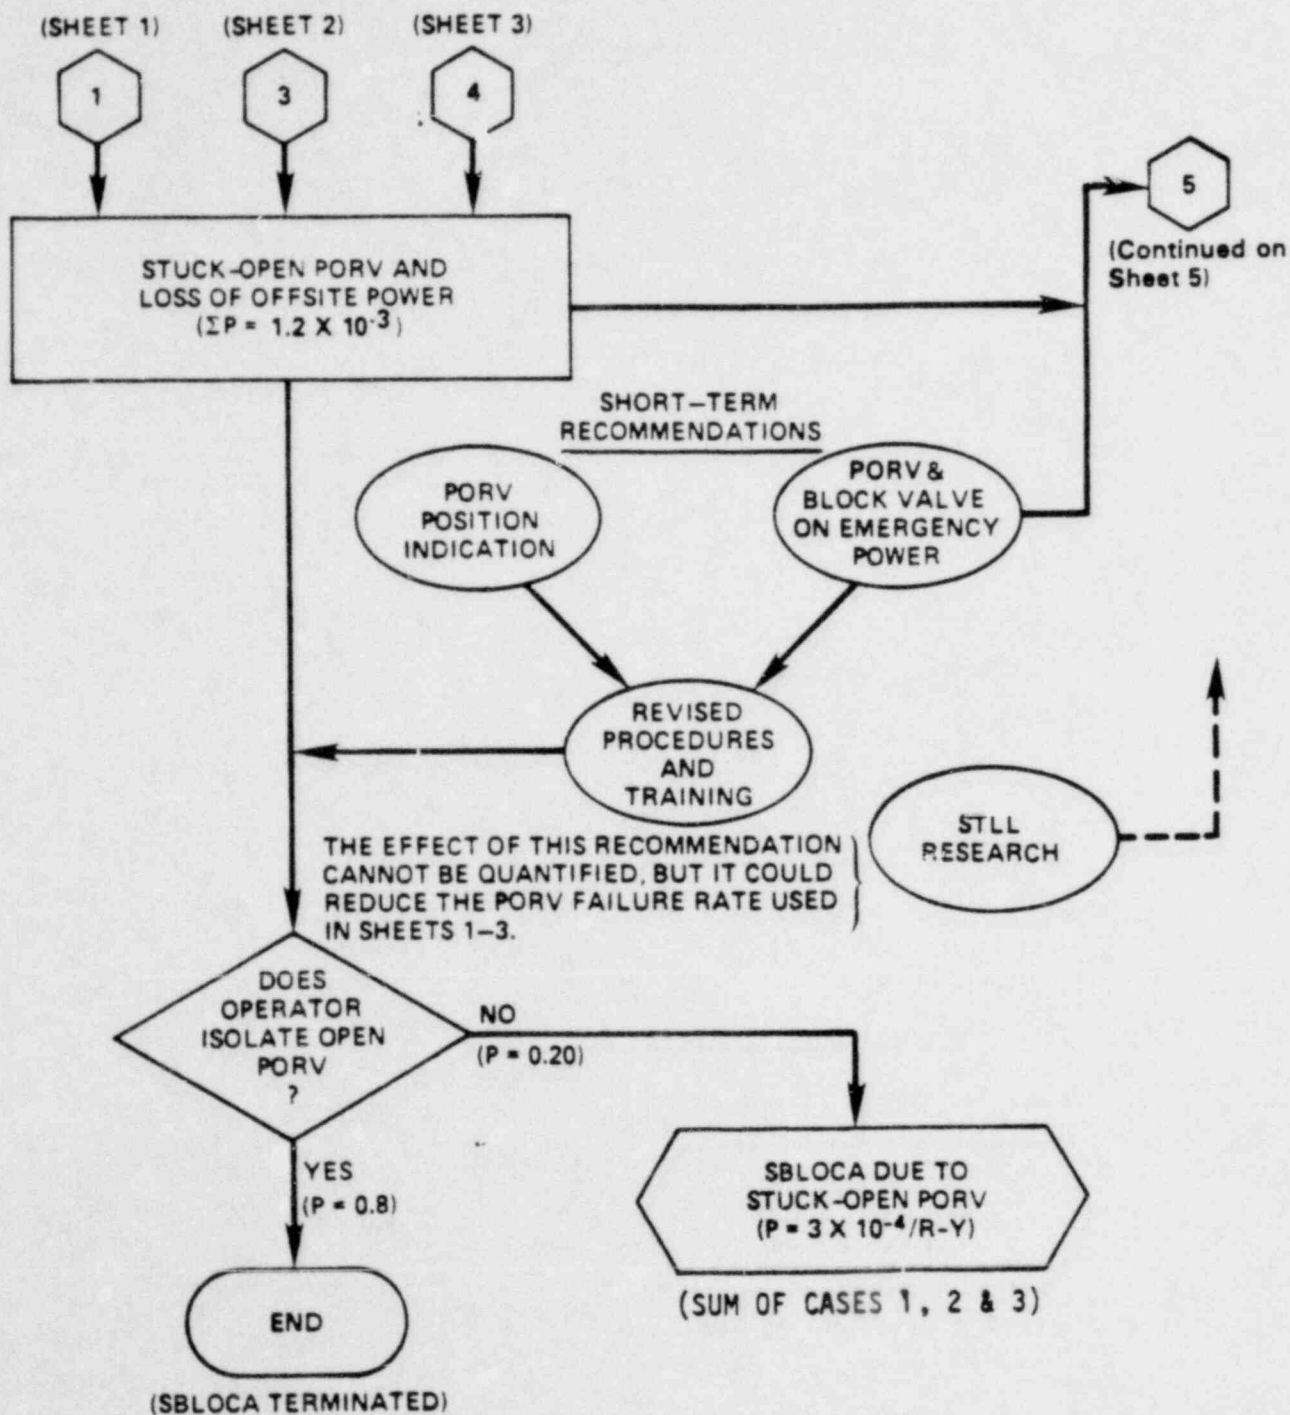 (SHEET 1) (SHEET 2) (SHEET 3)
1 3 4
5
(Continued on
Sheet 5)
STUCK-OPEN PORV AND
LOSS OF OFFSITE POWER
(ΣP = 1.2 X 10⁻³)
SHORT-TERM
RECOMMENDATIONS
PORV
POSITION
INDICATION
PORV &
BLOCK VALVE
ON EMERGENCY
POWER
REVISED
PROCEDURES
AND
TRAINING
STLL
RESEARCH
THE EFFECT OF THIS RECOMMENDATION
CANNOT BE QUANTIFIED, BUT IT COULD
REDUCE THE PORV FAILURE RATE USED
IN SHEETS 1-3.
DOES
OPERATOR
ISOLATE OPEN
PORV
?
NO
(P = 0.20)
YES
(P = 0.8)
SBLOCA DUE TO
STUCK-OPEN PORV
(P = 3 X 10⁻⁴/R-Y)
(SUM OF CASES 1, 2 & 3)
END
(SBLOCA TERMINATED)